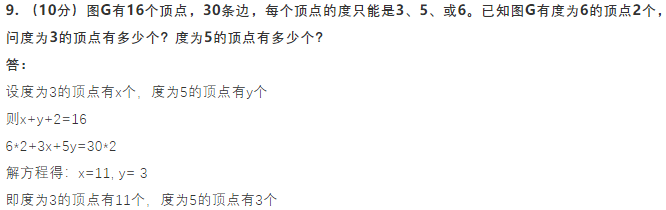 9. （10分）图G有16个顶点，30条边，每个顶点的度只能是3、5、或6。已知图G有度为6的顶点2个，
问度为3的顶点有多少个？度为5的顶点有多少个？
答：
设度为3的顶点有x个，度为5的顶点有y个
则x+y+2=16
6*2+3x+5y=30*2
解方程得：x=11, y= 3
即度为3的顶点有11个，度为5的顶点有3个